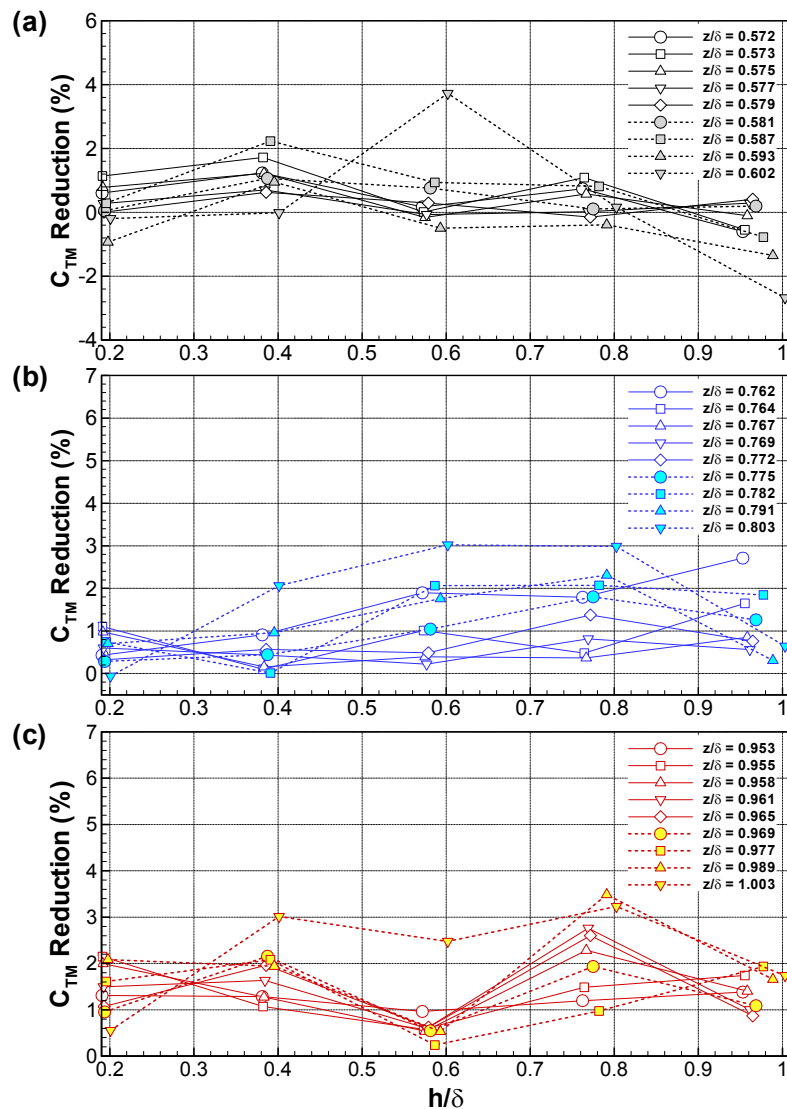 (a)
6
4
2
0
-2
-4
C_TM Reduction (%)
z/δ = 0.572
z/δ = 0.573
z/δ = 0.575
z/δ = 0.577
z/δ = 0.579
z/δ = 0.581
z/δ = 0.587
z/δ = 0.593
z/δ = 0.602
0.2 0.3 0.4 0.5 0.6 0.7 0.8 0.9 1
(b)
7
6
5
4
3
2
1
0
C_TM Reduction (%)
z/δ = 0.762
z/δ = 0.764
z/δ = 0.767
z/δ = 0.769
z/δ = 0.772
z/δ = 0.775
z/δ = 0.782
z/δ = 0.791
z/δ = 0.803
0.2 0.3 0.4 0.5 0.6 0.7 0.8 0.9 1
(c)
7
6
5
4
3
2
1
0
C_TM Reduction (%)
z/δ = 0.953
z/δ = 0.955
z/δ = 0.958
z/δ = 0.961
z/δ = 0.965
z/δ = 0.969
z/δ = 0.977
z/δ = 0.989
z/δ = 1.003
0.2 0.3 0.4 0.5 0.6 0.7 0.8 0.9 1
h/δ